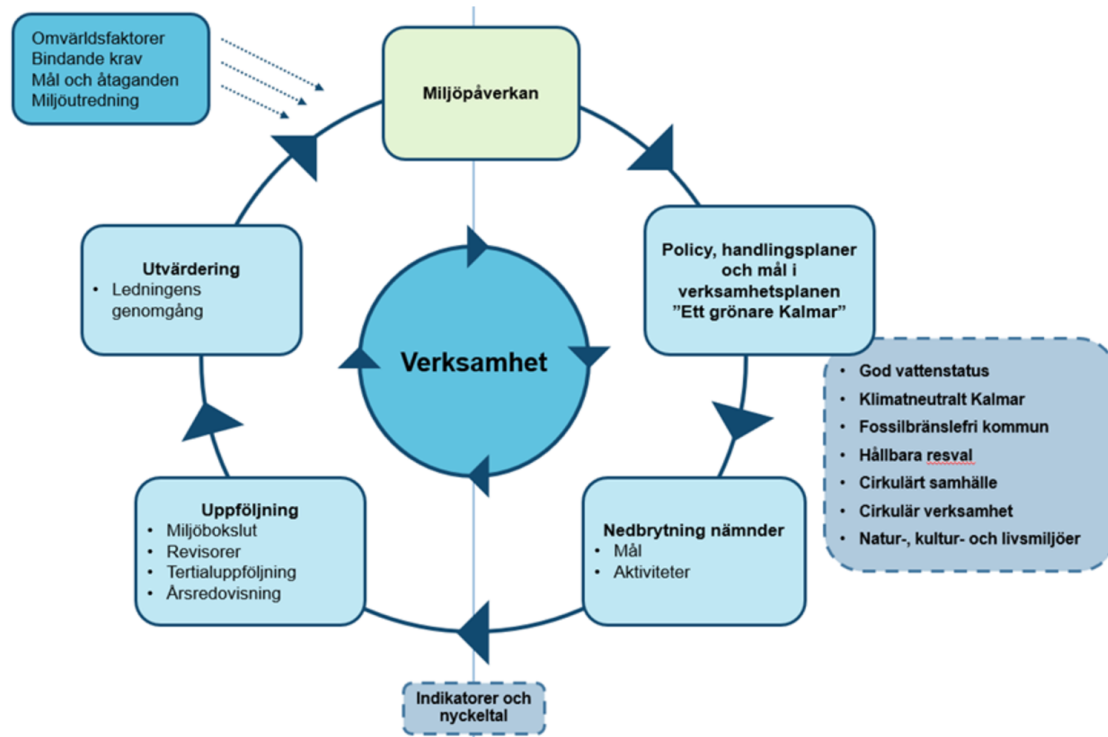 Omvärldsfaktorer
Bindande krav
Mål och åtaganden
Miljöutredning
Miljöpåverkan
Policy, handlingsplaner
och mål i
verksamhetsplanen
”Ett grönare Kalmar”
• God vattenstatus
• Klimatneutralt Kalmar
• Fossilbränslefri kommun
• Hållbara resval
• Cirkulärt samhälle
• Cirkulär verksamhet
• Natur-, kultur- och livsmiljöer
Nedbrytning nämnder
• Mål
• Aktiviteter
Indikatorer och
nyckeltal
Uppföljning
• Miljöbokslut
• Revisorer
• Tertialuppföljning
• Årsredovisning
Utvärdering
• Ledningens
genomgång
Verksamhet